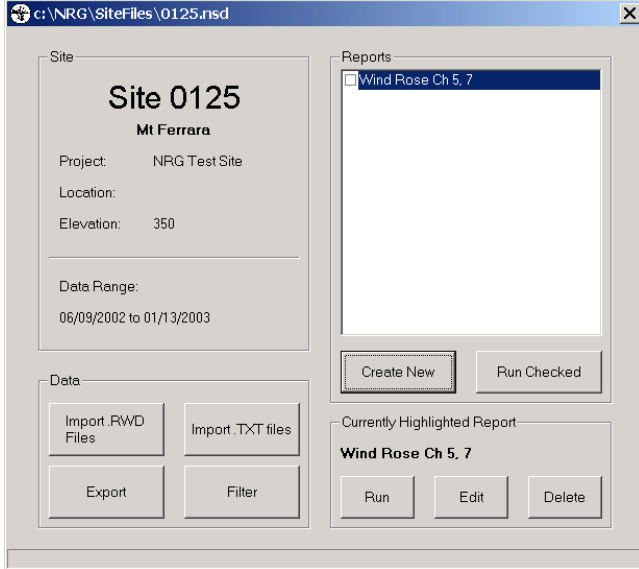 c:\NRG\SiteFiles\0125.nsd
Site
Site 0125
Mt Ferrara
Project: NRG Test Site
Location:
Elevation: 350
Data Range:
06/09/2002 to 01/13/2003
Data
Import .RWD
Files
Import .TXT files
Export
Filter
Reports
Wind Rose Ch 5, 7
Create New
Run Checked
Currently Highlighted Report
Wind Rose Ch 5, 7
Run
Edit
Delete